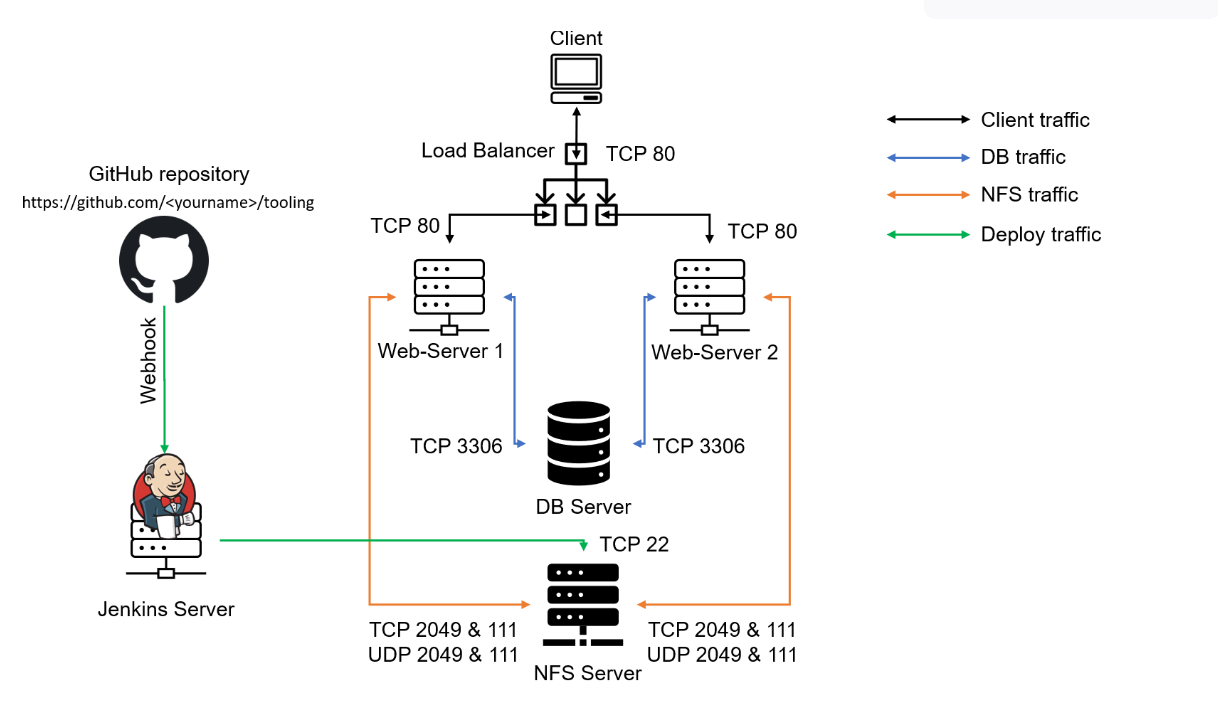 Client
Load Balancer
TCP 80
Client traffic
DB traffic
NFS traffic
Deploy traffic
GitHub repository
https://github.com/<yourname>/tooling
TCP 80
TCP 80
Webhook
Web-Server 1
Web-Server 2
TCP 3306
TCP 3306
DB Server
TCP 22
Jenkins Server
TCP 2049 & 111
UDP 2049 & 111
TCP 2049 & 111
UDP 2049 & 111
NFS Server